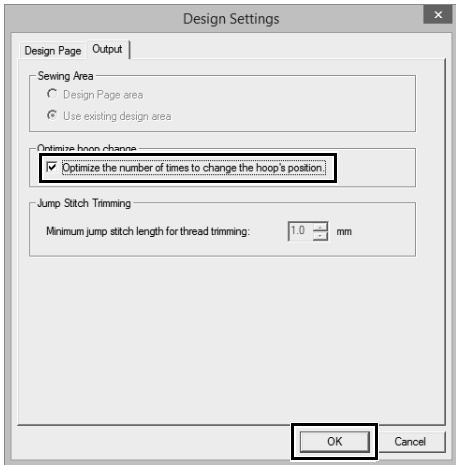 Design Settings
Design Page Output
Sewing Area
Design Page area
Use existing design area
Optimize hoop change
Optimize the number of times to change the hoop's position.
Jump Stitch Trimming
Minimum jump stitch length for thread trimming: 1.0 mm
OK Cancel